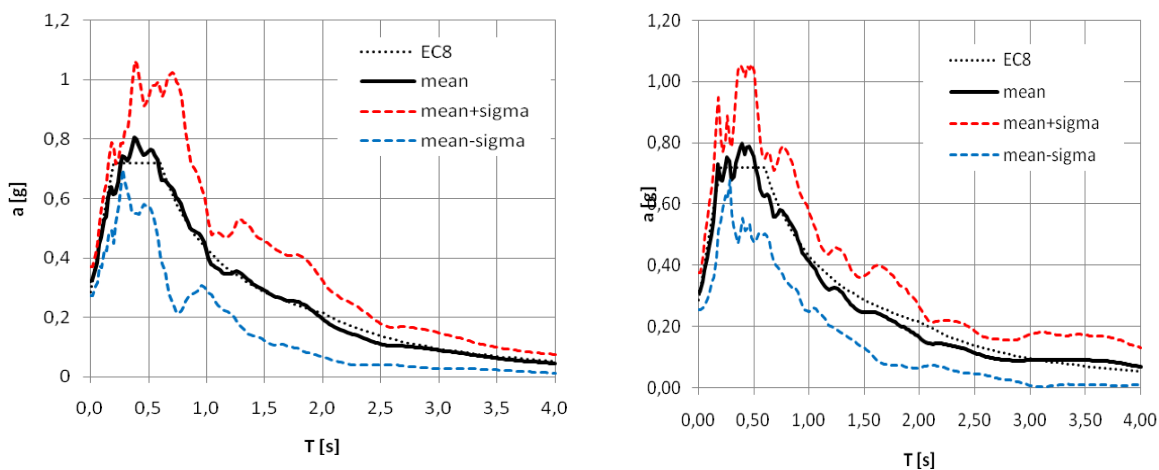 1,2
1
0,8
0,6
0,4
0,2
0
a [g]
0,0 0,5 1,0 1,5 2,0 2,5 3,0 3,5 4,0
T [s]
EC8
mean
mean+sigma
mean-sigma
1,20
1,00
0,80
0,60
0,40
0,20
0,00
a [g]
0,00 0,50 1,00 1,50 2,00 2,50 3,00 3,50 4,00
T [s]
EC8
mean
mean+sigma
mean-sigma